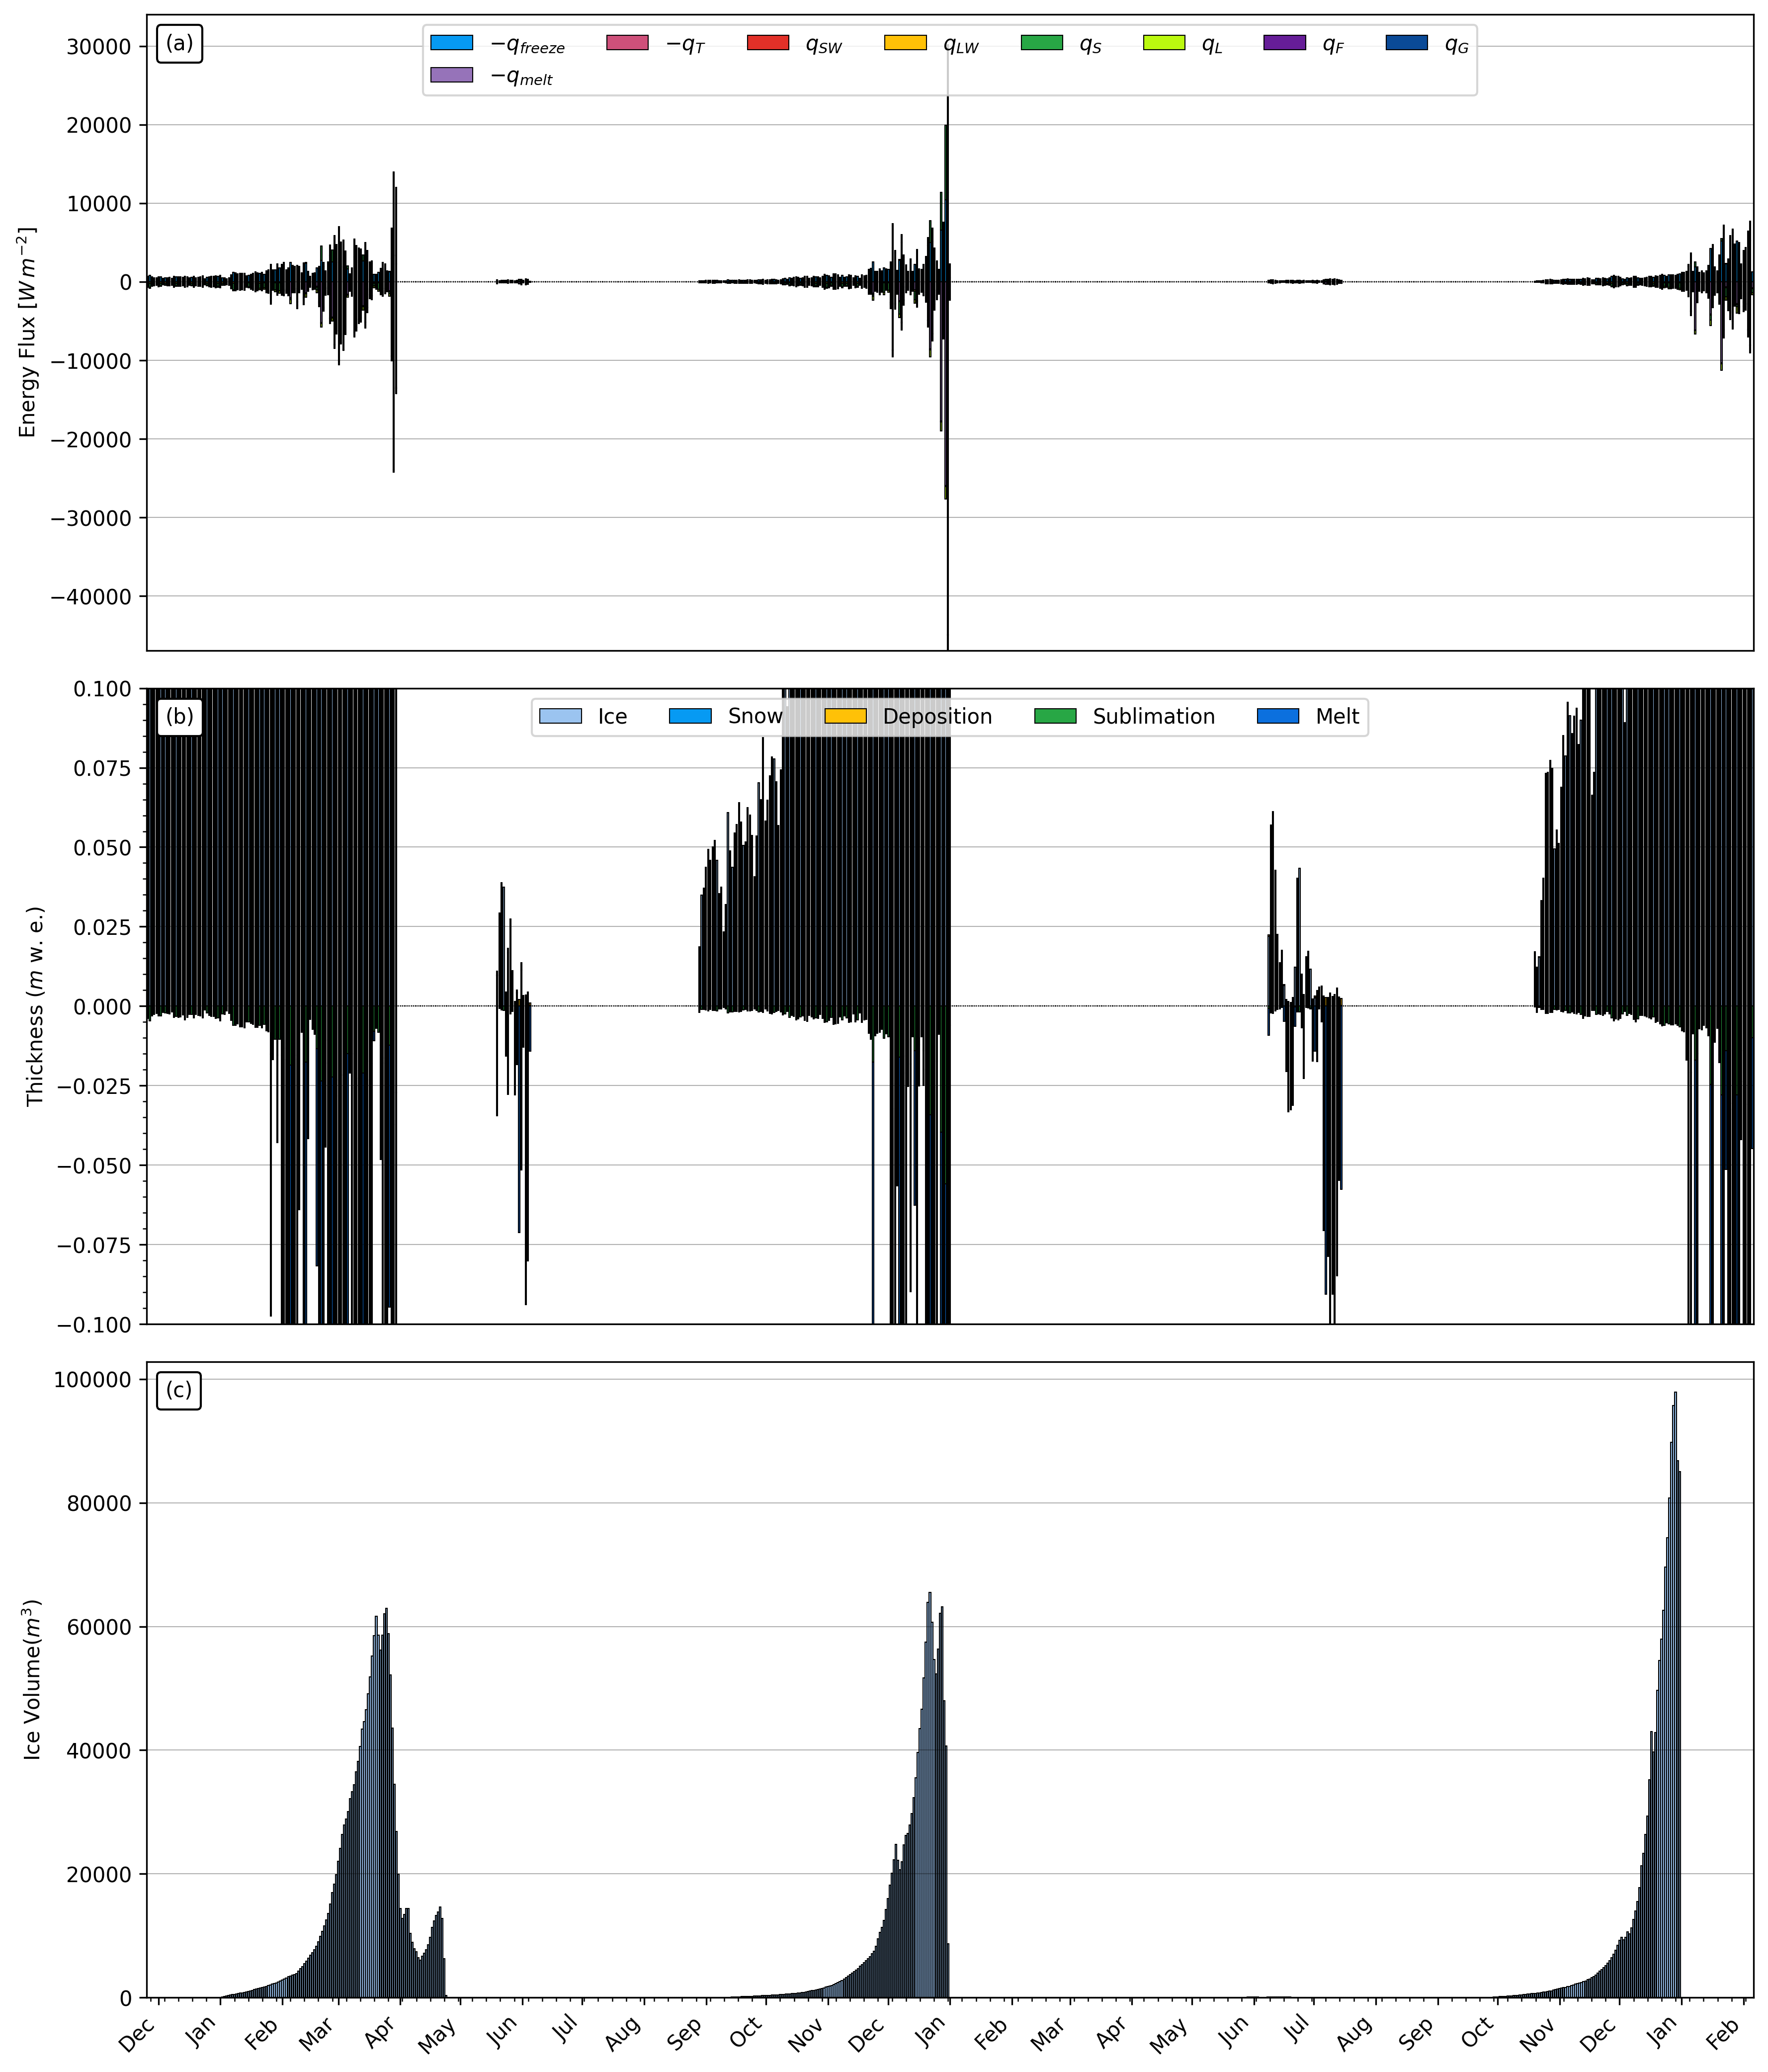 (a)
−q_freeze −q_T q_SW q_LW q_S q_L q_F q_G
−q_melt
30000
20000
10000
0
−10000
−20000
−30000
−40000
Energy Flux [W m^−2]
(b)
Ice Snow Deposition Sublimation Melt
0.100
0.075
0.050
0.025
0.000
−0.025
−0.050
−0.075
−0.100
Thickness (m w. e.)
(c)
100000
80000
60000
40000
20000
0
Ice Volume(m^3)
Dec Jan Feb Mar Apr May Jun Jul Aug Sep Oct Nov Dec Jan Feb Mar Apr May Jun Jul Aug Sep Oct Nov Dec Jan Feb